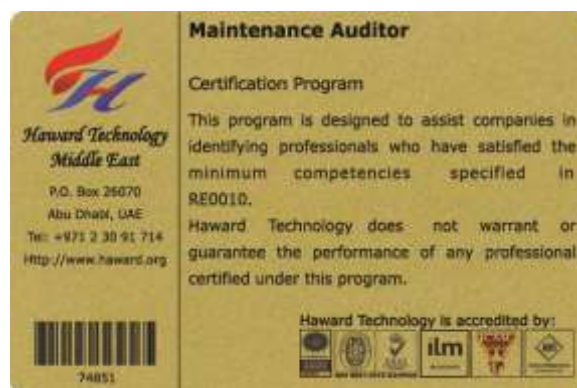 Maintenance Auditor
Certification Program
This program is designed to assist companies in
identifying professionals who have satisfied the
minimum competencies specified in
RE0010.
Haward Technology does not warrant or
guarantee the performance of any professional
certified under this program.
Haward Technology is accredited by:
ilm
Haward Technology
Middle East
P.O. Box 26070
Abu Dhabi, UAE
Tel: +971 2 30 91 714
Http://www.haward.org
74851